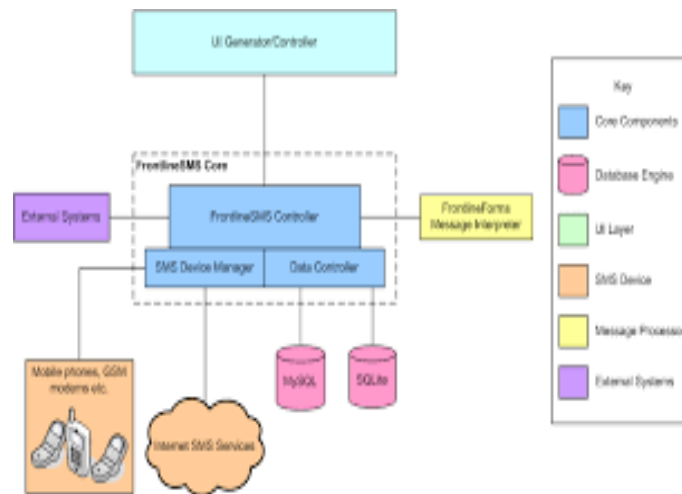 UI Generator/Controller
Key
Core Components
FrontlineSMS Core
Database Engine
External Systems
FrontlineSMS Controller
FrontlineForms
Message Interpreter
UI Layer
SMS Device Manager
Data Controller
SMS Device
Message Processor
Mobile phones, GSM
modems etc.
MySQL
SQLite
External Systems
Internet SMS Services